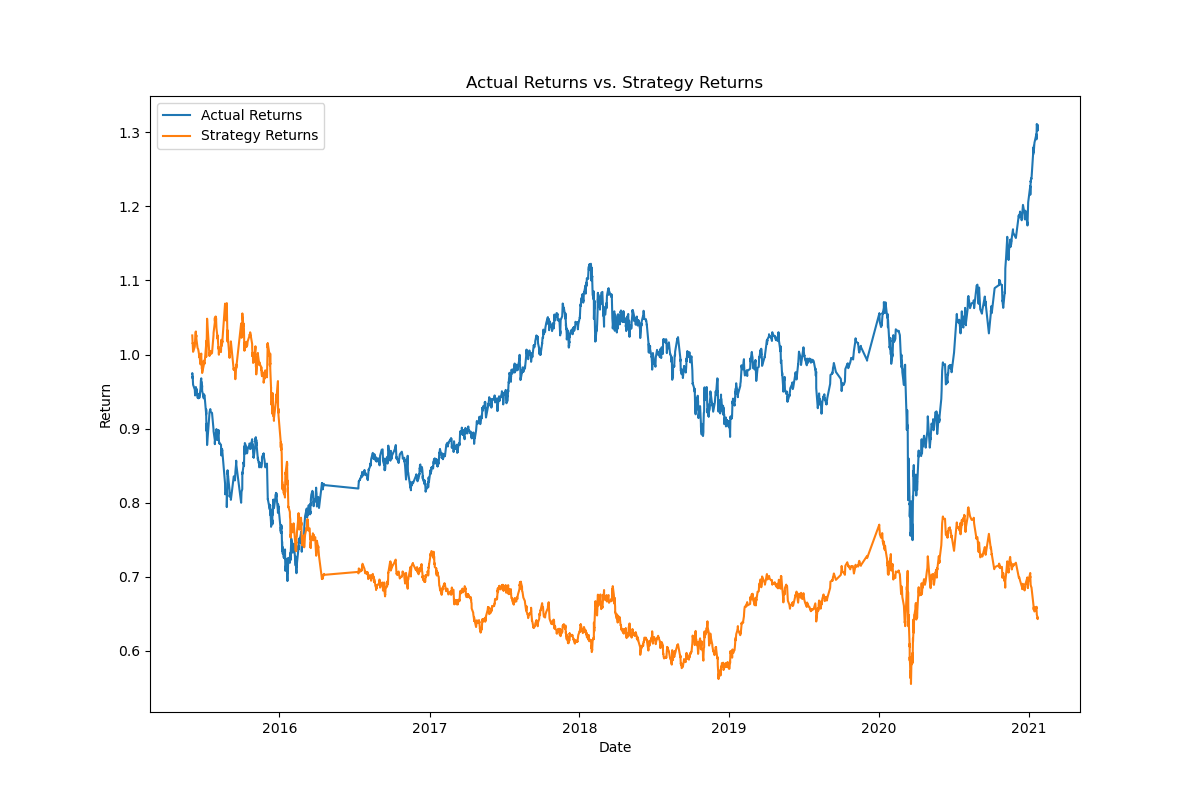 Actual Returns vs. Strategy Returns
Actual Returns
Strategy Returns
Return
1.3
1.2
1.1
1.0
0.9
0.8
0.7
0.6
2016 2017 2018 2019 2020 2021
Date